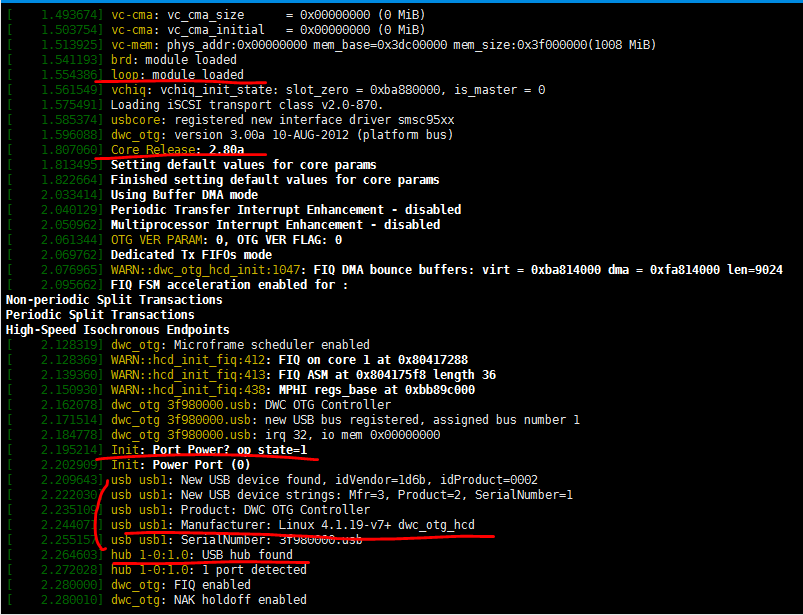 [    1.493674] vc-cma: vc_cma_size      = 0x00000000 (0 MiB)
[    1.503754] vc-cma: vc_cma_initial   = 0x00000000 (0 MiB)
[    1.513925] vc-mem: phys_addr:0x00000000 mem_base=0x3dc00000 mem_size:0x3f000000(1008 MiB)
[    1.541193] brd: module loaded
[    1.554386] loop: module loaded
[    1.561549] vchiq: vchiq_init_state: slot_zero = 0xba880000, is_master = 0
[    1.575491] Loading iSCSI transport class v2.0-870.
[    1.585374] usbcore: registered new interface driver smsc95xx
[    1.596088] dwc_otg: version 3.00a 10-AUG-2012 (platform bus)
[    1.807060] Core Release: 2.80a
[    1.813495] Setting default values for core params
[    1.822664] Finished setting default values for core params
[    2.033414] Using Buffer DMA mode
[    2.040129] Periodic Transfer Interrupt Enhancement - disabled
[    2.050962] Multiprocessor Interrupt Enhancement - disabled
[    2.061344] OTG VER PARAM: 0, OTG VER FLAG: 0
[    2.069762] Dedicated Tx FIFOs mode
[    2.076965] WARN::dwc_otg_hcd_init:1047: FIQ DMA bounce buffers: virt = 0xba814000 dma = 0xfa814000 len=9024
[    2.095662] FIQ FSM acceleration enabled for :
Non-periodic Split Transactions
Periodic Split Transactions
High-Speed Isochronous Endpoints
[    2.128319] dwc_otg: Microframe scheduler enabled
[    2.128369] WARN::hcd_init_fiq:412: FIQ on core 1 at 0x80417288
[    2.139360] WARN::hcd_init_fiq:413: FIQ ASM at 0x804175f8 length 36
[    2.150930] WARN::hcd_init_fiq:438: MPHI regs_base at 0xbb89c000
[    2.162078] dwc_otg 3f980000.usb: DWC OTG Controller
[    2.171514] dwc_otg 3f980000.usb: new USB bus registered, assigned bus number 1
[    2.184778] dwc_otg 3f980000.usb: irq 32, io mem 0x00000000
[    2.195214] Init: Port Power? op_state=1
[    2.202909] Init: Power Port (0)
[    2.209643] usb usb1: New USB device found, idVendor=1d6b, idProduct=0002
[    2.222030] usb usb1: New USB device strings: Mfr=3, Product=2, SerialNumber=1
[    2.235109] usb usb1: Product: DWC OTG Controller
[    2.244071] usb usb1: Manufacturer: Linux 4.1.19-v7+ dwc_otg_hcd
[    2.255157] usb usb1: SerialNumber: 3f980000.usb
[    2.264603] hub 1-0:1.0: USB hub found
[    2.272028] hub 1-0:1.0: 1 port detected
[    2.280000] dwc_otg: FIQ enabled
[    2.280010] dwc_otg: NAK holdoff enabled